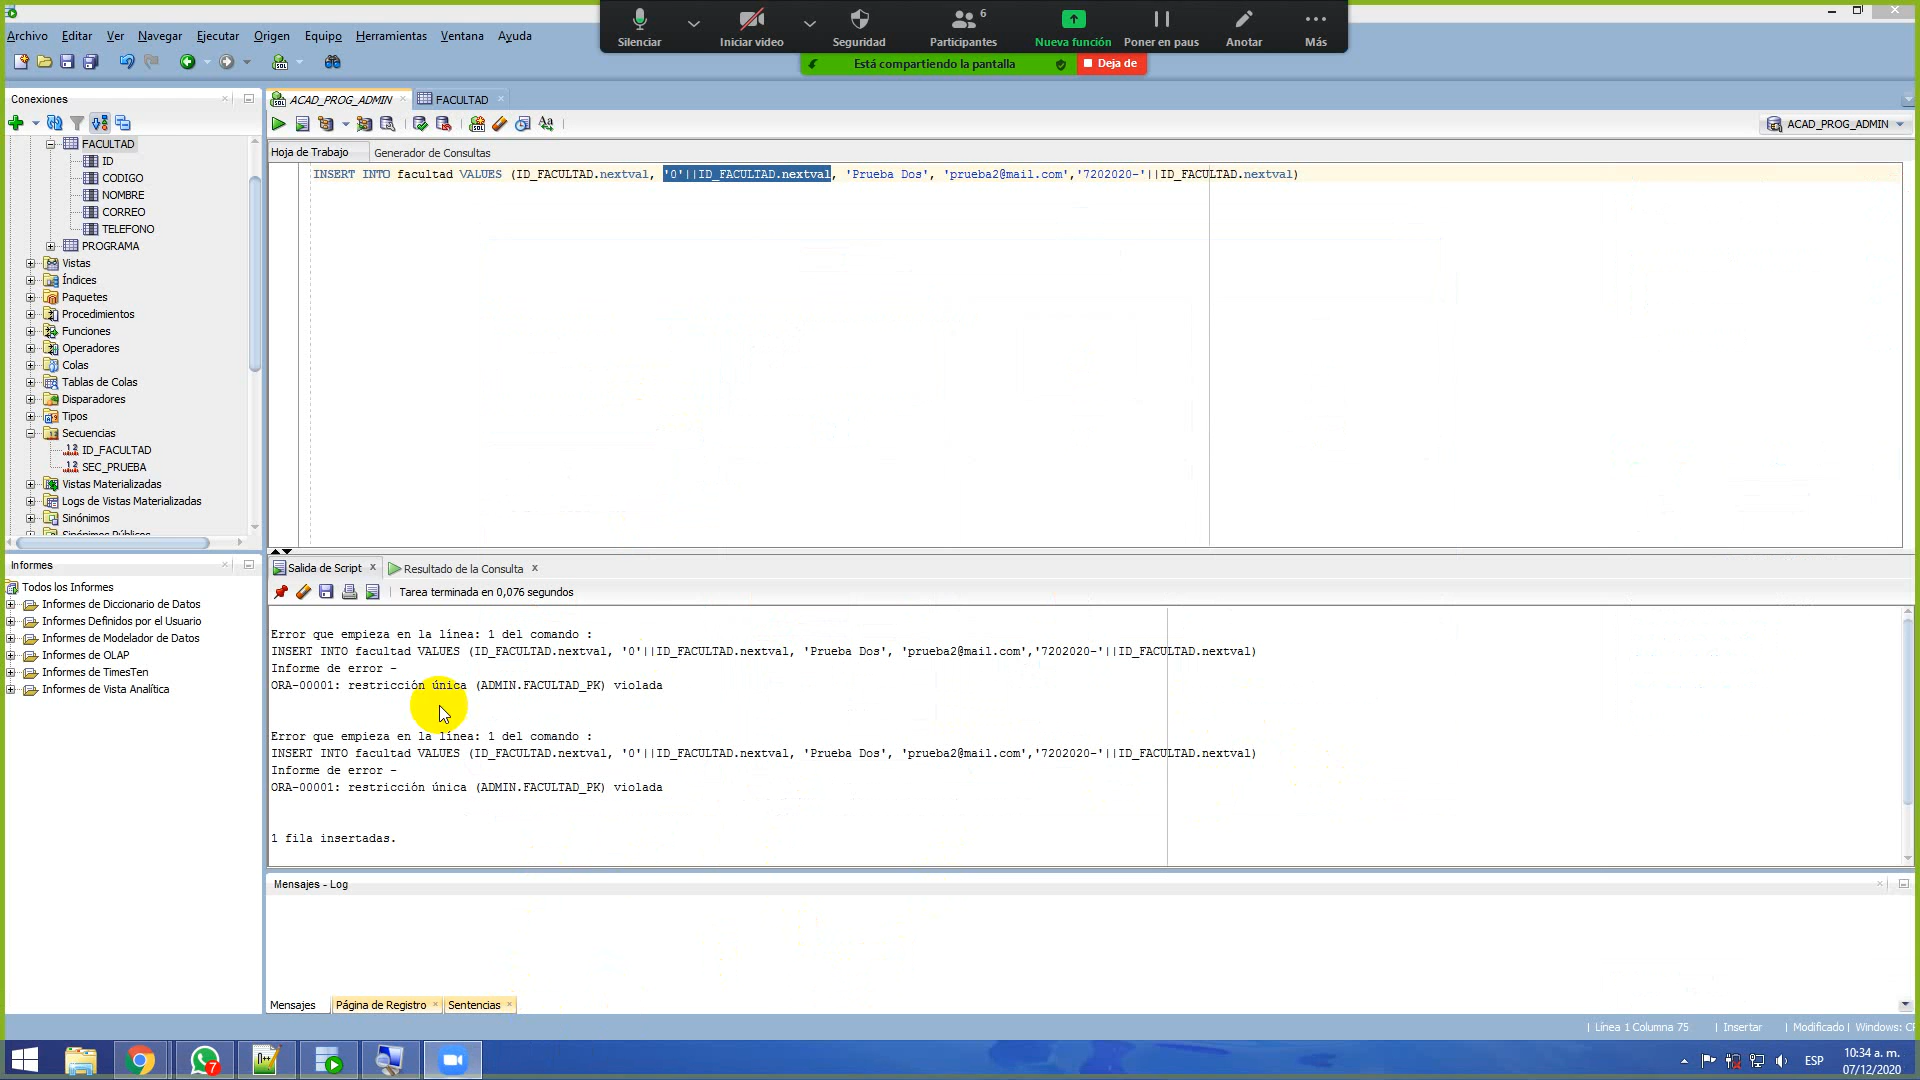 Archivo Editar Ver Navegar Ejecutar Origen Equipo Herramientas Ventana Ayuda
Silenciar Iniciar video Seguridad Participantes 6 Nueva función Poner en paus Anotar Más
Está compartiendo la pantalla Deja de
Conexiones
FACULTAD
ID
CODIGO
NOMBRE
CORREO
TELEFONO
PROGRAMA
Vistas
Índices
Paquetes
Procedimientos
Funciones
Operadores
Colas
Tablas de Colas
Disparadores
Tipos
Secuencias
ID_FACULTAD
SEC_PRUEBA
Vistas Materializadas
Logs de Vistas Materializadas
Sinónimos
Sinónimos Públicos
Informes
Todos los Informes
Informes de Diccionario de Datos
Informes Definidos por el Usuario
Informes de Modelador de Datos
Informes de OLAP
Informes de TimesTen
Informes de Vista Analítica
ACAD_PROG_ADMIN FACULTAD
ACAD_PROG_ADMIN
Hoja de Trabajo Generador de Consultas
INSERT INTO facultad VALUES (ID_FACULTAD.nextval, '0'||ID_FACULTAD.nextval, 'Prueba Dos', 'prueba2@mail.com','7202020-'||ID_FACULTAD.nextval)
Salida de Script Resultado de la Consulta
Tarea terminada en 0,076 segundos
Error que empieza en la línea: 1 del comando :
INSERT INTO facultad VALUES (ID_FACULTAD.nextval, '0'||ID_FACULTAD.nextval, 'Prueba Dos', 'prueba2@mail.com','7202020-'||ID_FACULTAD.nextval)
Informe de error -
ORA-00001: restricción única (ADMIN.FACULTAD_PK) violada
Error que empieza en la línea: 1 del comando :
INSERT INTO facultad VALUES (ID_FACULTAD.nextval, '0'||ID_FACULTAD.nextval, 'Prueba Dos', 'prueba2@mail.com','7202020-'||ID_FACULTAD.nextval)
Informe de error -
ORA-00001: restricción única (ADMIN.FACULTAD_PK) violada
1 fila insertadas.
Mensajes - Log
Mensajes Página de Registro Sentencias
Línea 1 Columna 75 | Insertar | Modificado | Windows: CF
7
ESP
10:34 a. m.
07/12/2020